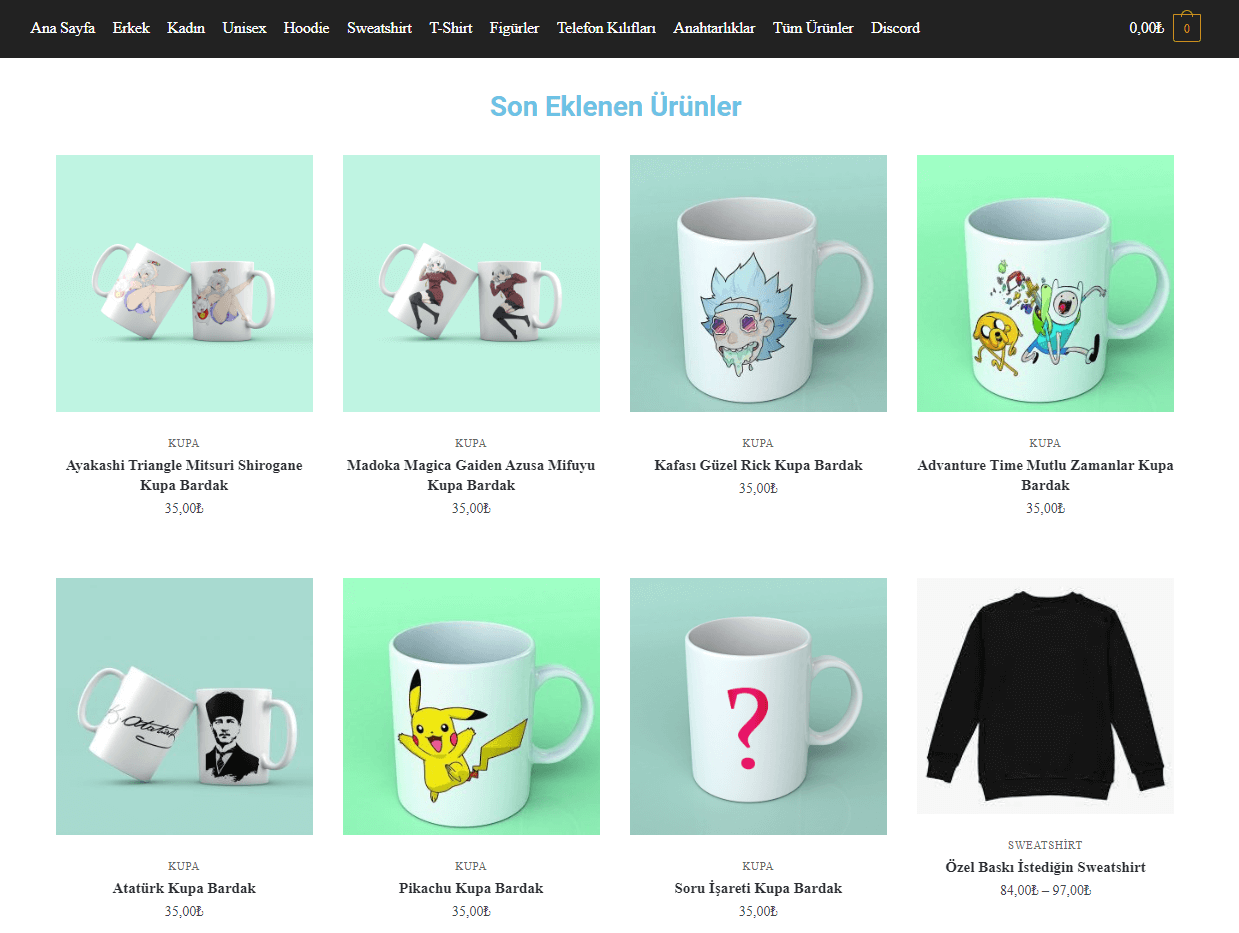 Ana Sayfa Erkek Kadın Unisex Hoodie Sweatshirt T-Shirt Figürler Telefon Kılıfları Anahtarlıklar Tüm Ürünler Discord 0,00₺ 0
Son Eklenen Ürünler
KUPA
Ayakashi Triangle Mitsuri Shirogane
Kupa Bardak
35,00₺
KUPA
Madoka Magica Gaiden Azusa Mifuyu
Kupa Bardak
35,00₺
KUPA
Kafası Güzel Rick Kupa Bardak
35,00₺
KUPA
Advanture Time Mutlu Zamanlar Kupa
Bardak
35,00₺
K. Atatürk
?
KUPA
Atatürk Kupa Bardak
35,00₺
KUPA
Pikachu Kupa Bardak
35,00₺
KUPA
Soru İşareti Kupa Bardak
35,00₺
SWEATSHİRT
Özel Baskı İstediğin Sweatshirt
84,00₺ – 97,00₺